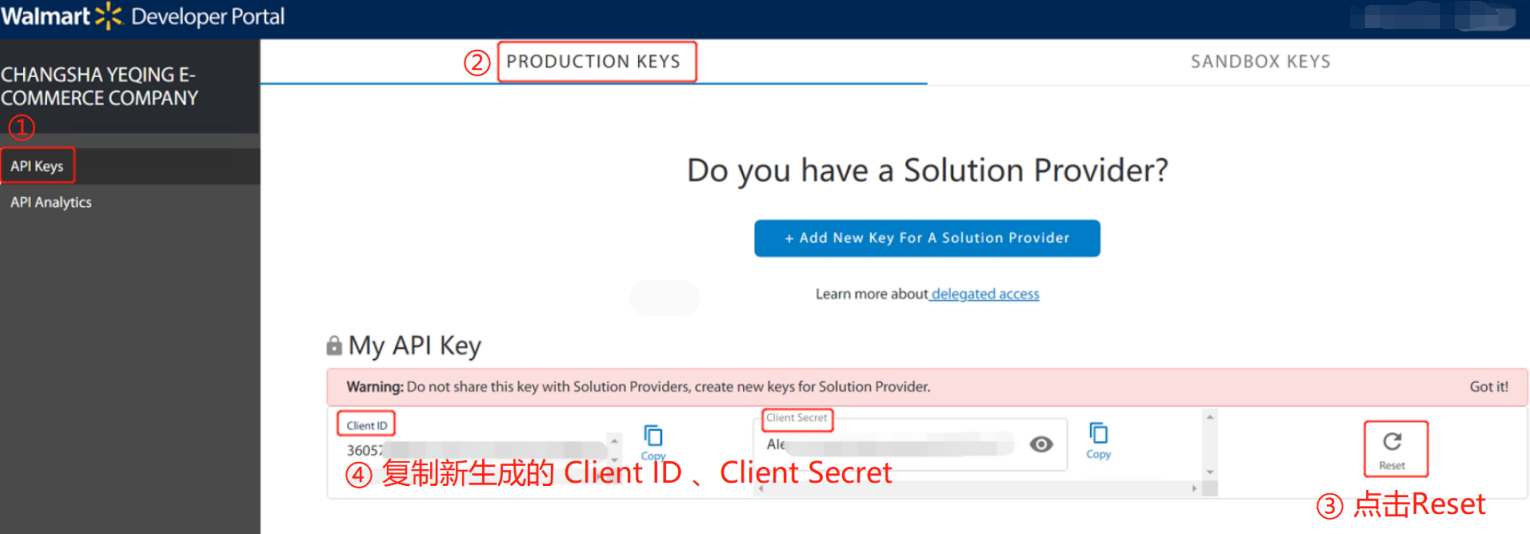 Walmart Developer Portal
CHANGSHA YEQING E-
COMMERCE COMPANY
①
API Keys
API Analytics
② PRODUCTION KEYS
SANDBOX KEYS
Do you have a Solution Provider?
+ Add New Key For A Solution Provider
Learn more about delegated access
My API Key
Warning: Do not share this key with Solution Providers, create new keys for Solution Provider.
Got it!
Client ID
3605
Copy
Client Secret
Ale
Copy
Reset
④ 复制新生成的 Client ID 、Client Secret
③ 点击Reset